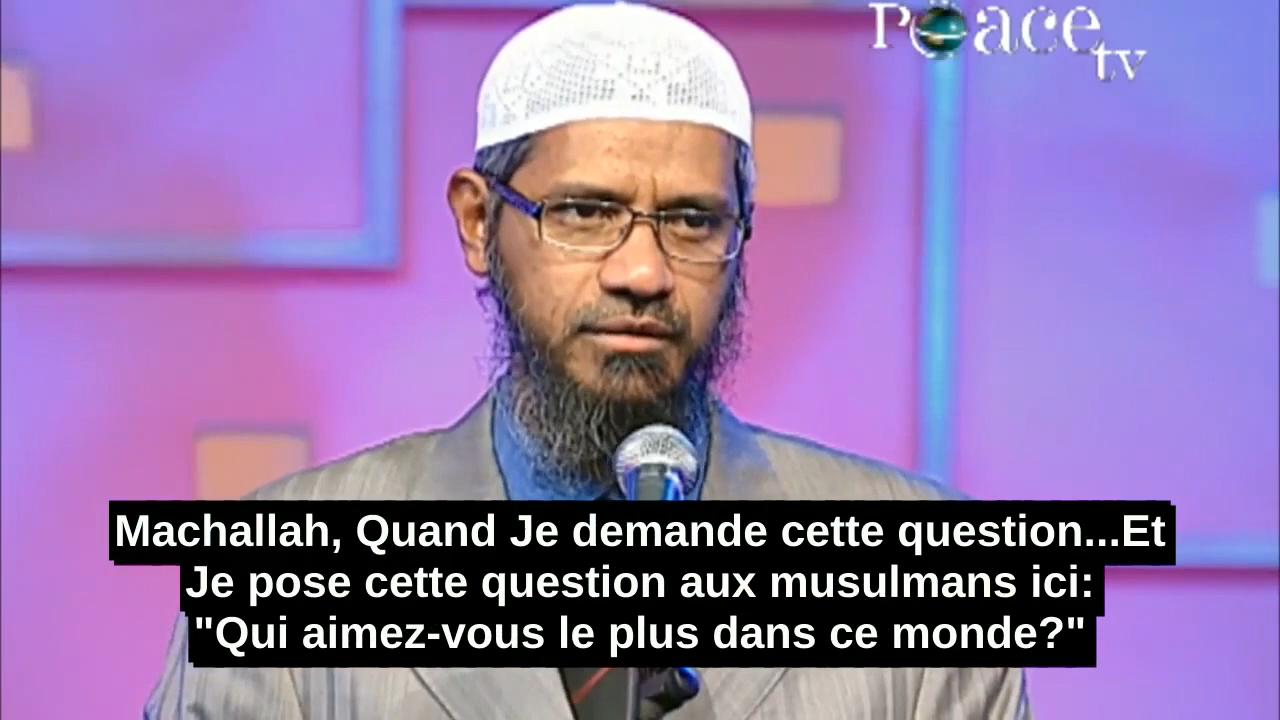 Peace tv
Machallah, Quand Je demande cette question...Et
Je pose cette question aux musulmans ici:
"Qui aimez-vous le plus dans ce monde?"